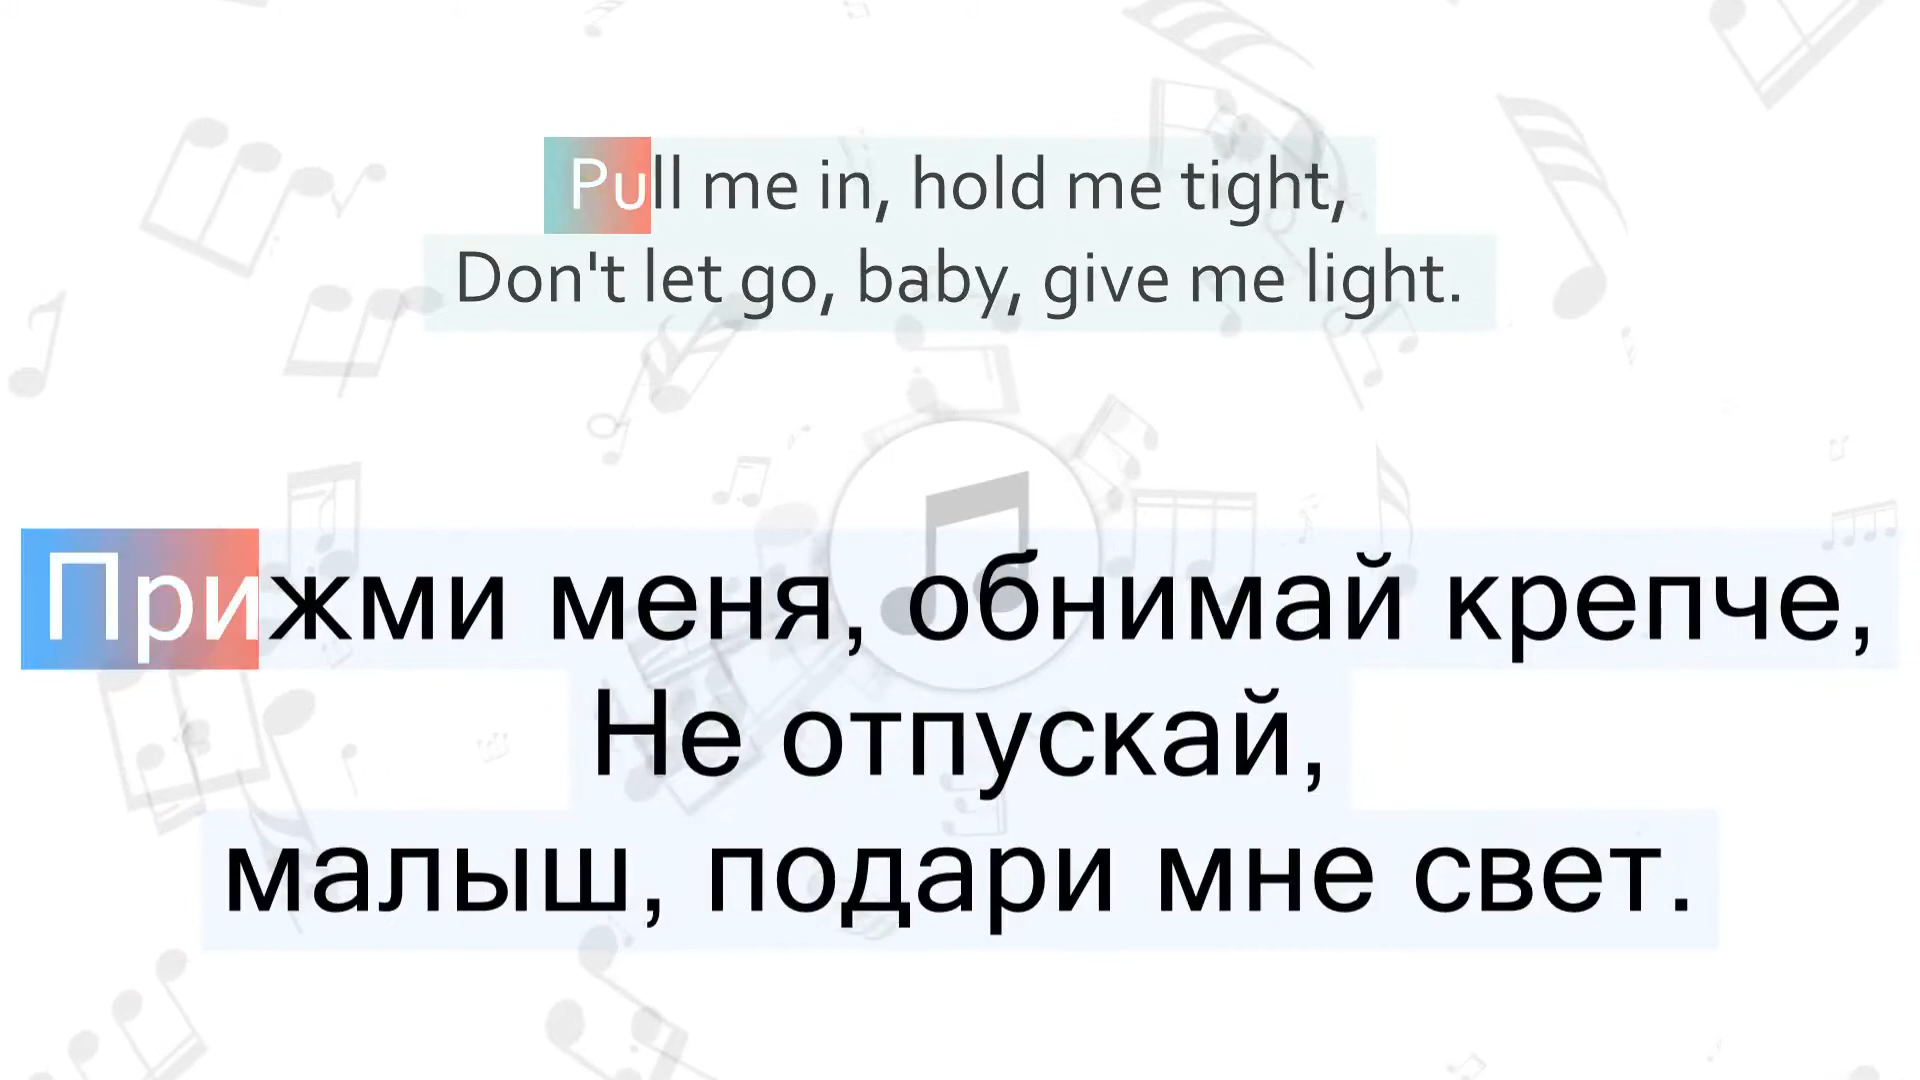 Pull me in, hold me tight,
Don't let go, baby, give me light.
Прижми меня, обнимай крепче,
Не отпускай,
малыш, подари мне свет.